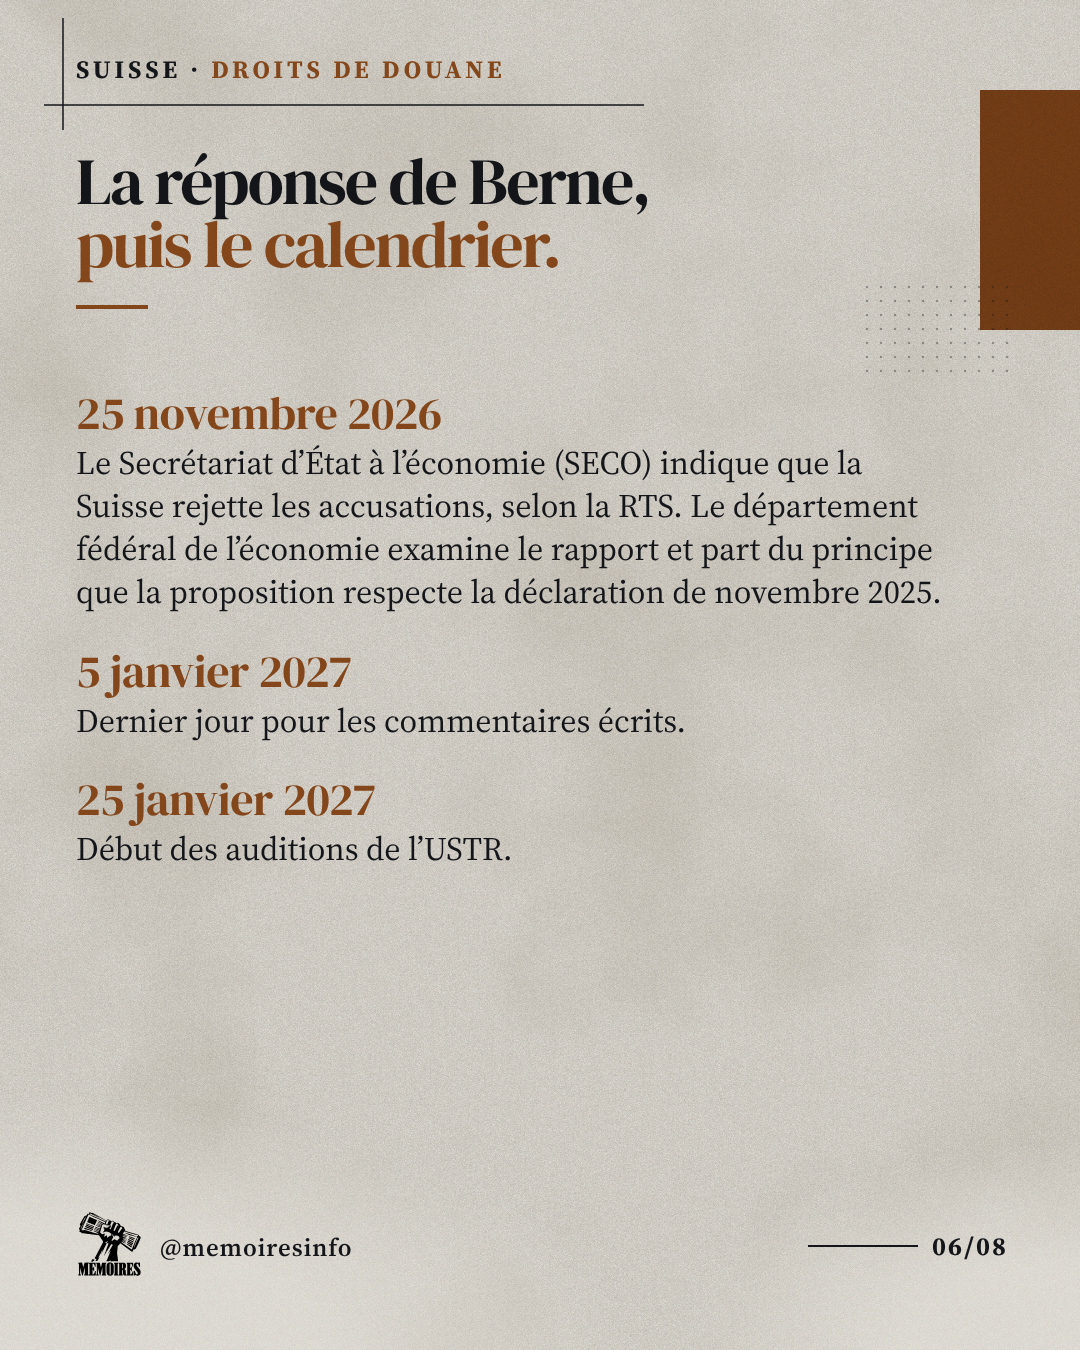 SUISSE · DROITS DE DOUANE
La réponse de Berne,
puis le calendrier.
25 novembre 2026
Le Secrétariat d’État à l’économie (SECO) indique que la
Suisse rejette les accusations, selon la RTS. Le département
fédéral de l’économie examine le rapport et part du principe
que la proposition respecte la déclaration de novembre 2025.
5 janvier 2027
Dernier jour pour les commentaires écrits.
25 janvier 2027
Début des auditions de l’USTR.
MÉMOIRES
@memoiresinfo
06/08